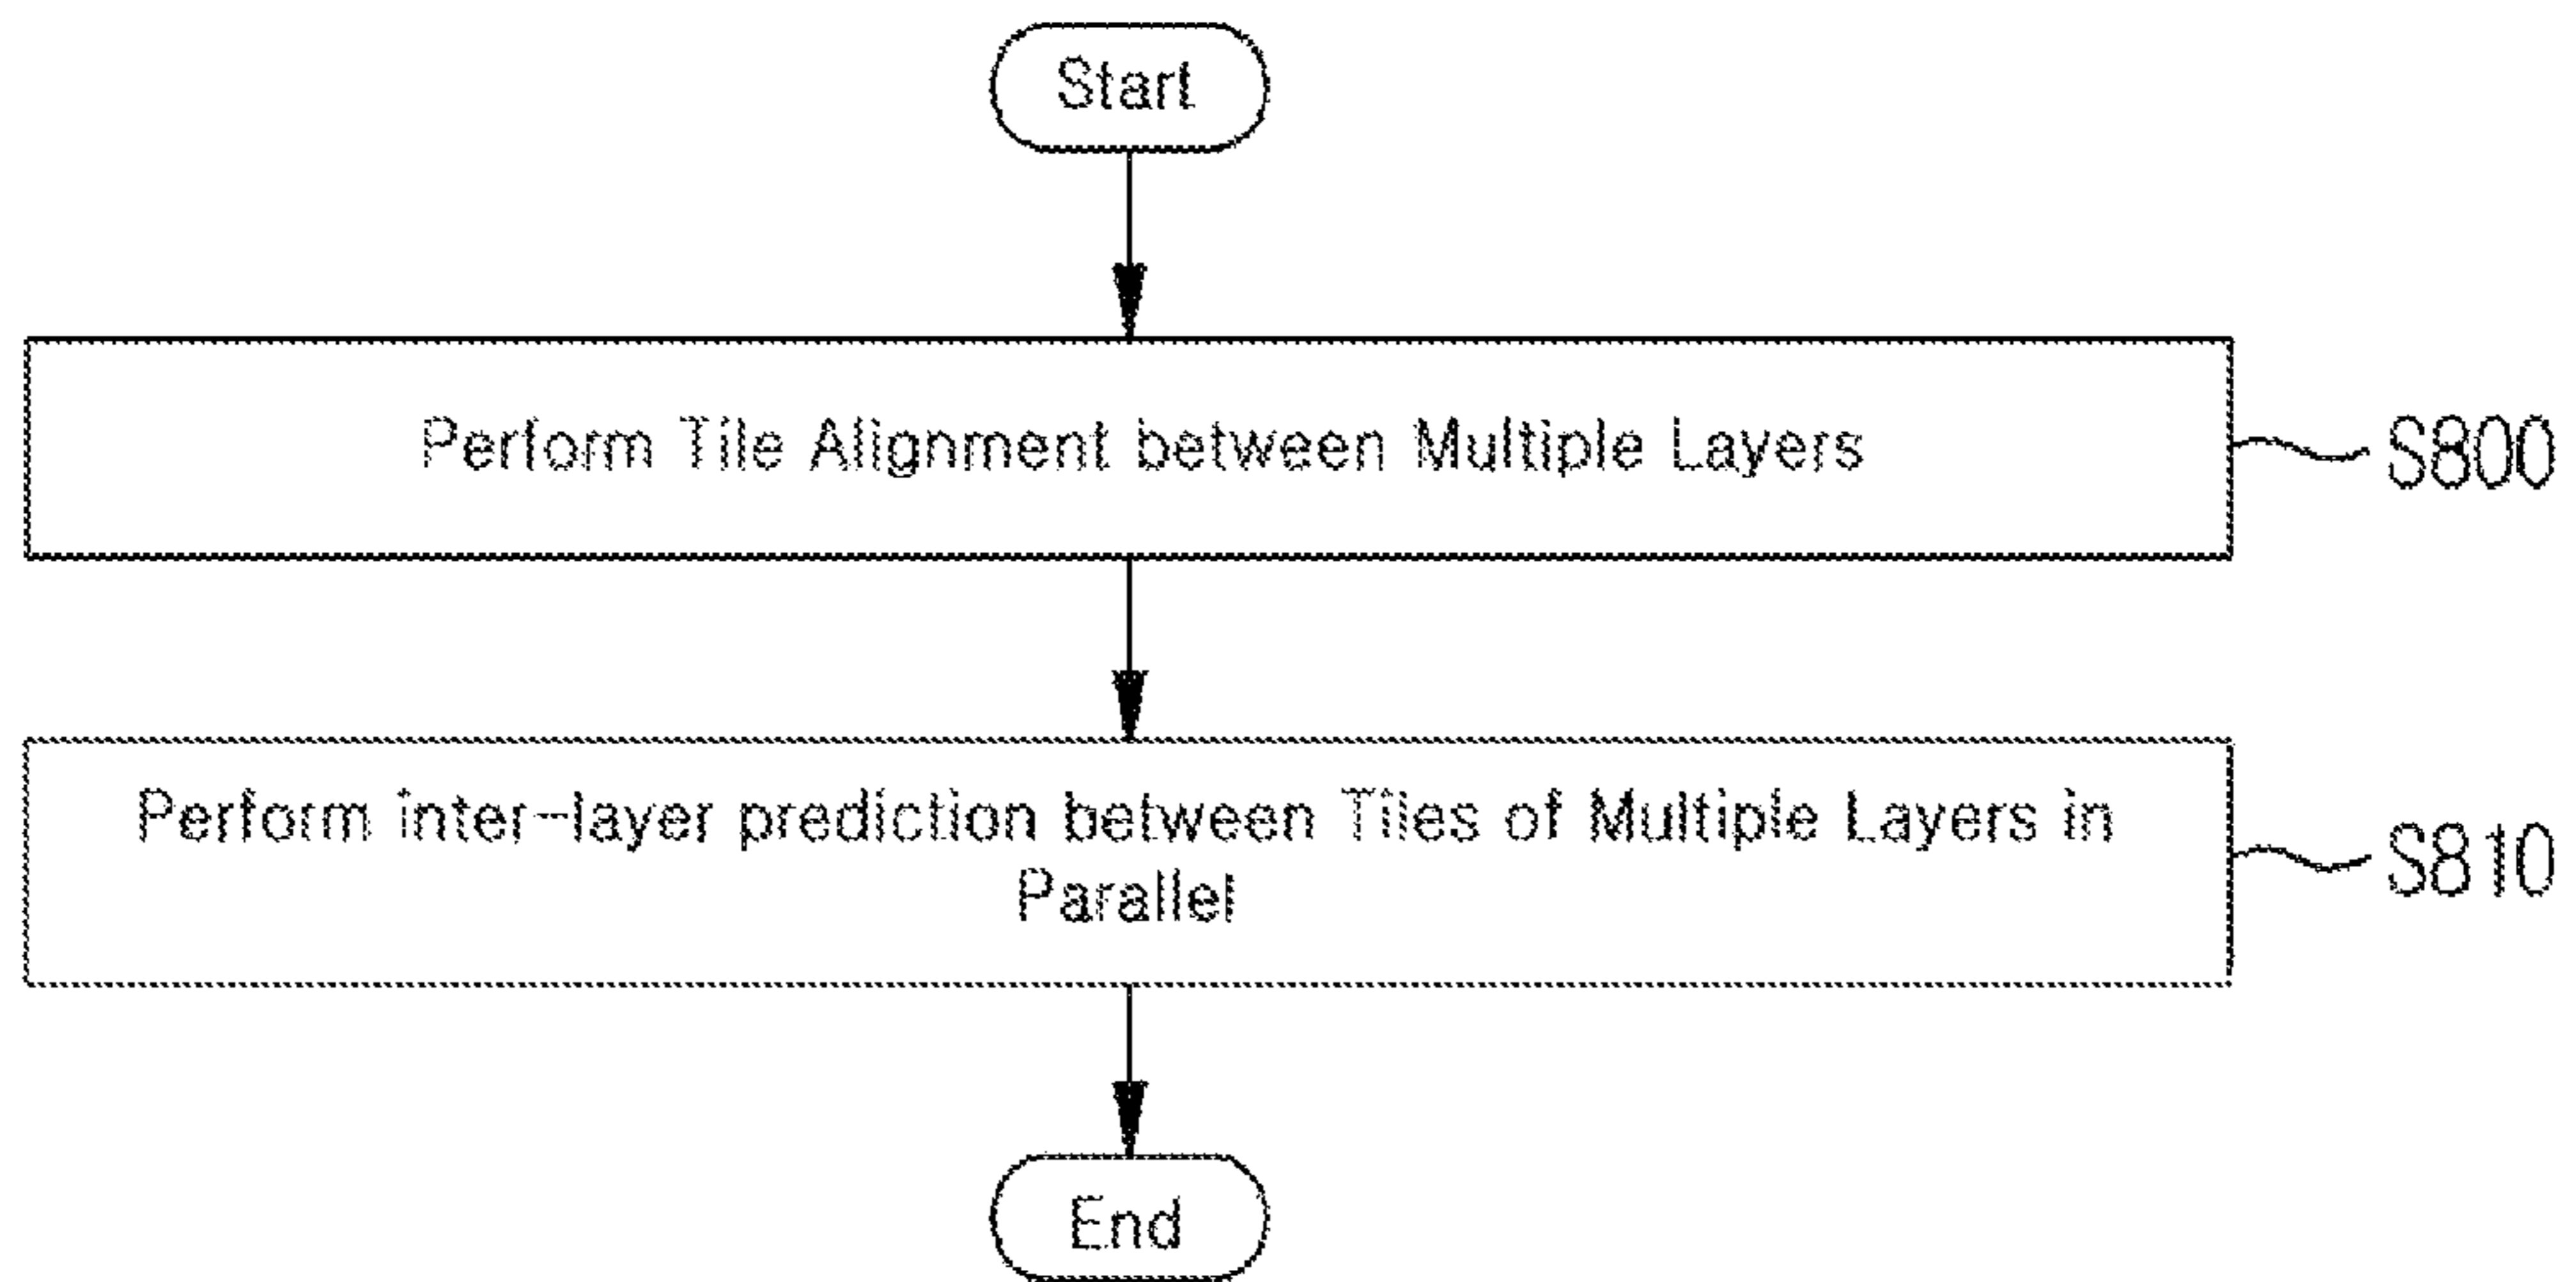 Start
Perform Tile Alignment between Multiple Layers
S800
Perform inter-layer prediction between Tiles of Multiple Layers in
Parallel
S810
End